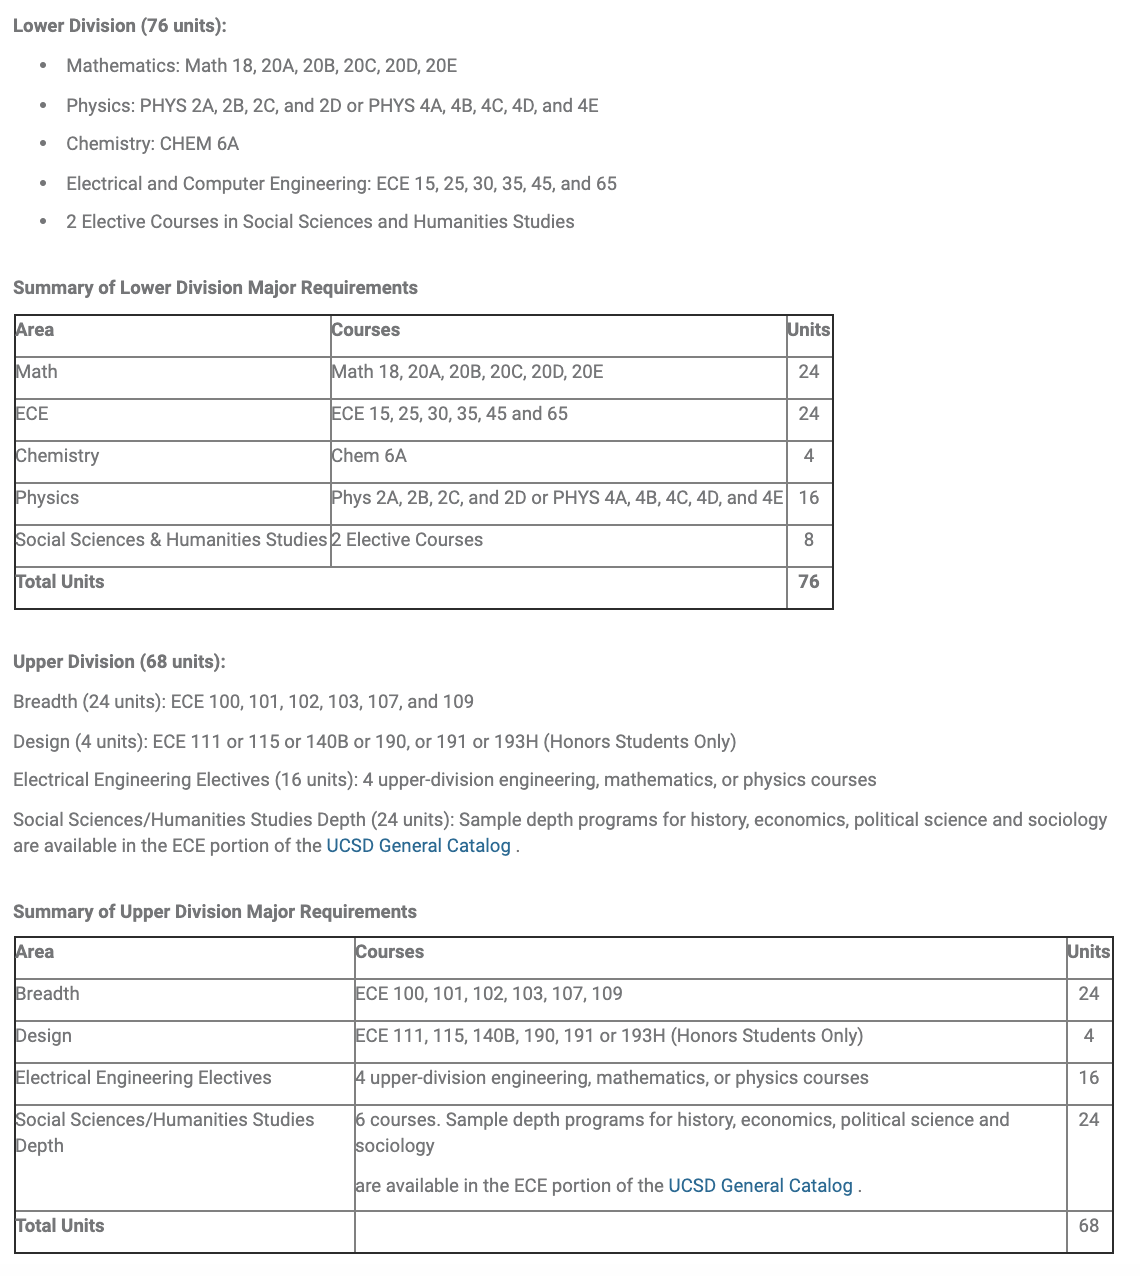 Lower Division (76 units):
• Mathematics: Math 18, 20A, 20B, 20C, 20D, 20E
• Physics: PHYS 2A, 2B, 2C, and 2D or PHYS 4A, 4B, 4C, 4D, and 4E
• Chemistry: CHEM 6A
• Electrical and Computer Engineering: ECE 15, 25, 30, 35, 45, and 65
• 2 Elective Courses in Social Sciences and Humanities Studies
Summary of Lower Division Major Requirements
Area Courses Units
Math Math 18, 20A, 20B, 20C, 20D, 20E 24
ECE ECE 15, 25, 30, 35, 45 and 65 24
Chemistry Chem 6A 4
Physics Phys 2A, 2B, 2C, and 2D or PHYS 4A, 4B, 4C, 4D, and 4E 16
Social Sciences & Humanities Studies 2 Elective Courses 8
Total Units 76
Upper Division (68 units):
Breadth (24 units): ECE 100, 101, 102, 103, 107, and 109
Design (4 units): ECE 111 or 115 or 140B or 190, or 191 or 193H (Honors Students Only)
Electrical Engineering Electives (16 units): 4 upper-division engineering, mathematics, or physics courses
Social Sciences/Humanities Studies Depth (24 units): Sample depth programs for history, economics, political science and sociology
are available in the ECE portion of the UCSD General Catalog .
Summary of Upper Division Major Requirements
Area Courses Units
Breadth ECE 100, 101, 102, 103, 107, 109 24
Design ECE 111, 115, 140B, 190, 191 or 193H (Honors Students Only) 4
Electrical Engineering Electives 4 upper-division engineering, mathematics, or physics courses 16
Social Sciences/Humanities Studies 6 courses. Sample depth programs for history, economics, political science and 24
Depth sociology
are available in the ECE portion of the UCSD General Catalog .
Total Units 68